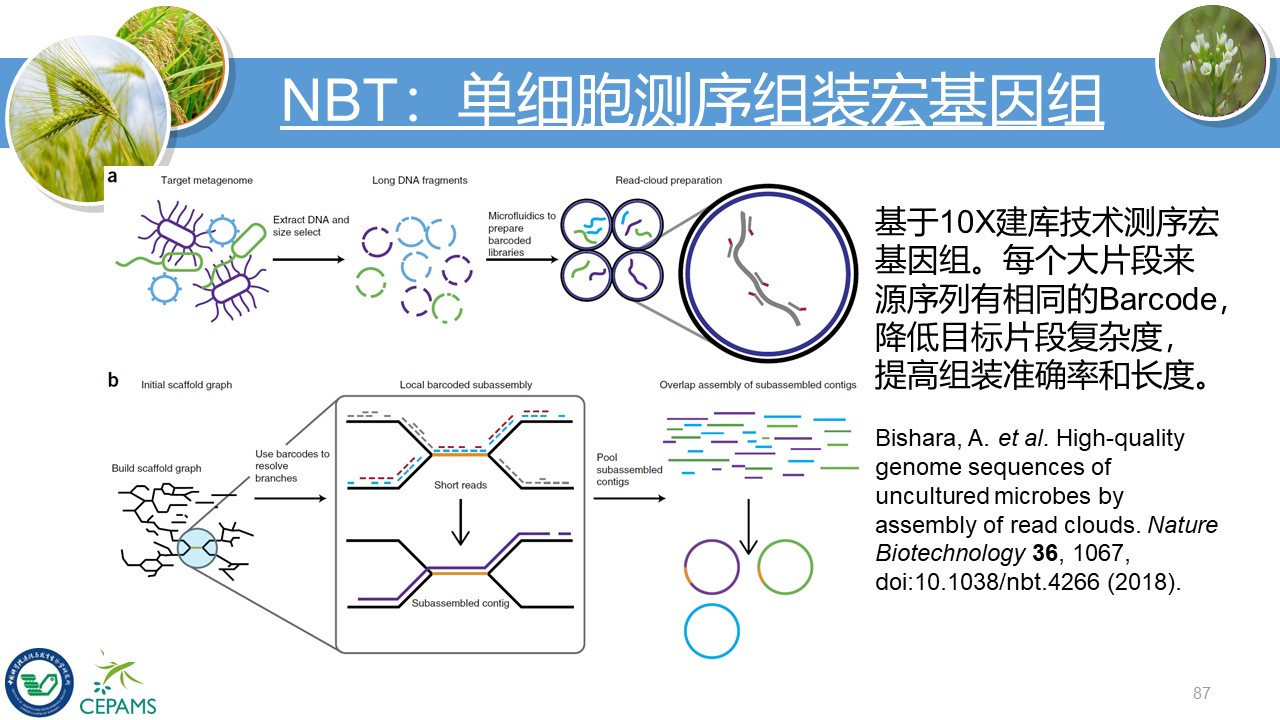 NBT：单细胞测序组装宏基因组
a
Target metagenome
Extract DNA and
size select
Long DNA fragments
Microfluidics to
prepare
barcoded
libraries
Read-cloud preparation
基于10X建库技术测序宏
基因组。每个大片段来
源序列有相同的Barcode，
降低目标片段复杂度，
提高组装准确率和长度。
b
Initial scaffold graph
Build scaffold graph
Use barcodes to
resolve
branches
Local barcoded subassembly
Short reads
Subassembled contig
Pool
subassembled
contigs
Overlap assembly of subassembled contigs
Bishara, A. et al. High-quality
genome sequences of
uncultured microbes by
assembly of read clouds. Nature
Biotechnology 36, 1067,
doi:10.1038/nbt.4266 (2018).
CEPAMS
87